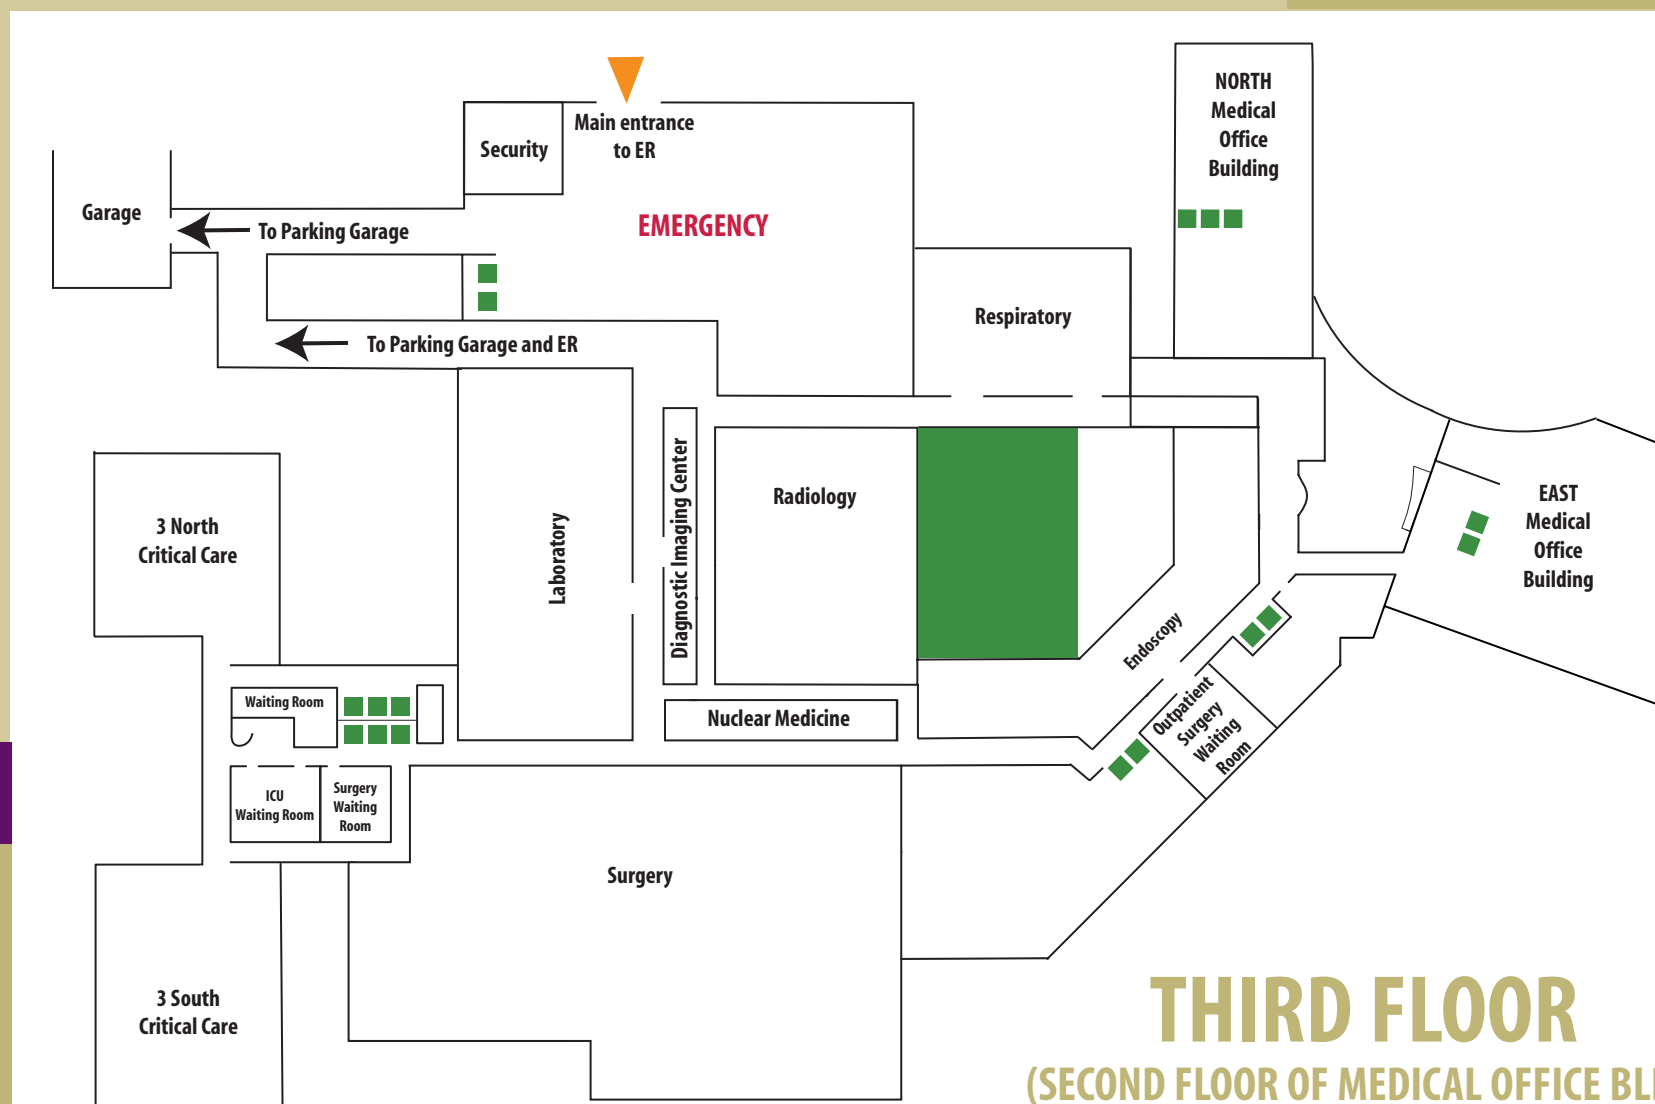 NORTH
Medical
Office
Building
Main entrance
to ER
Security
Garage
To Parking Garage
EMERGENCY
Respiratory
To Parking Garage and ER
3 North
Critical Care
Laboratory
Diagnostic Imaging Center
Radiology
EAST
Medical
Office
Building
Endoscopy
Waiting Room
Nuclear Medicine
Outpatient
Surgery
Waiting
Room
ICU
Waiting Room
Surgery
Waiting
Room
Surgery
3 South
Critical Care
THIRD FLOOR
(SECOND FLOOR OF MEDICAL OFFICE